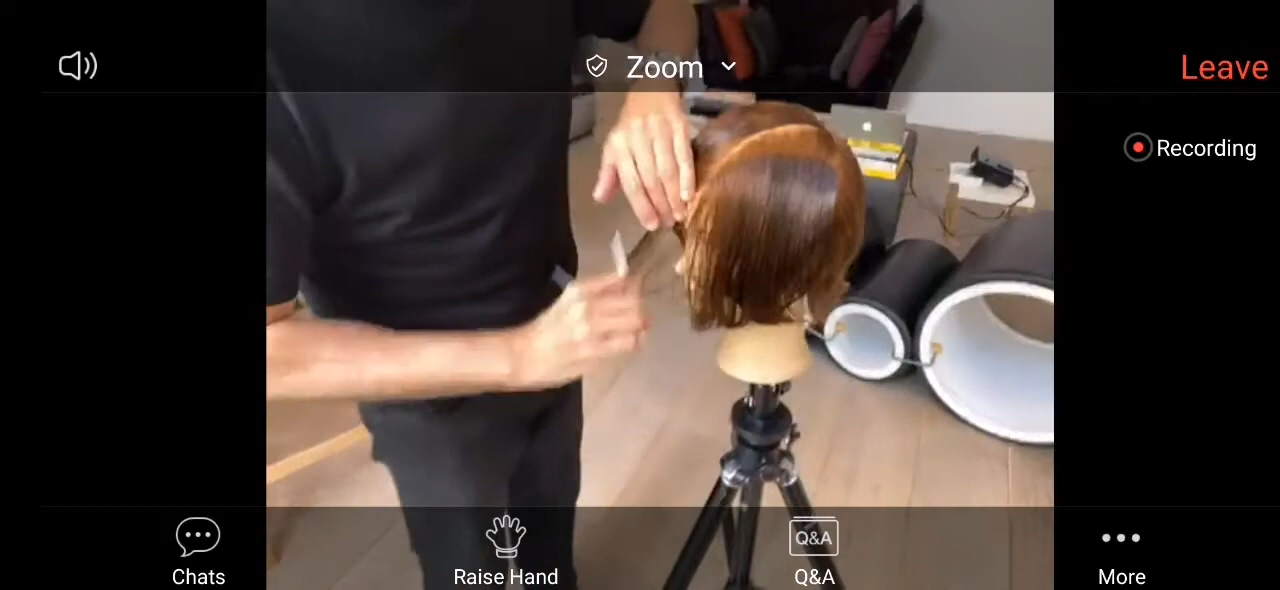 Zoom
Leave
Recording
Chats
Raise Hand
Q&A
Q&A
More